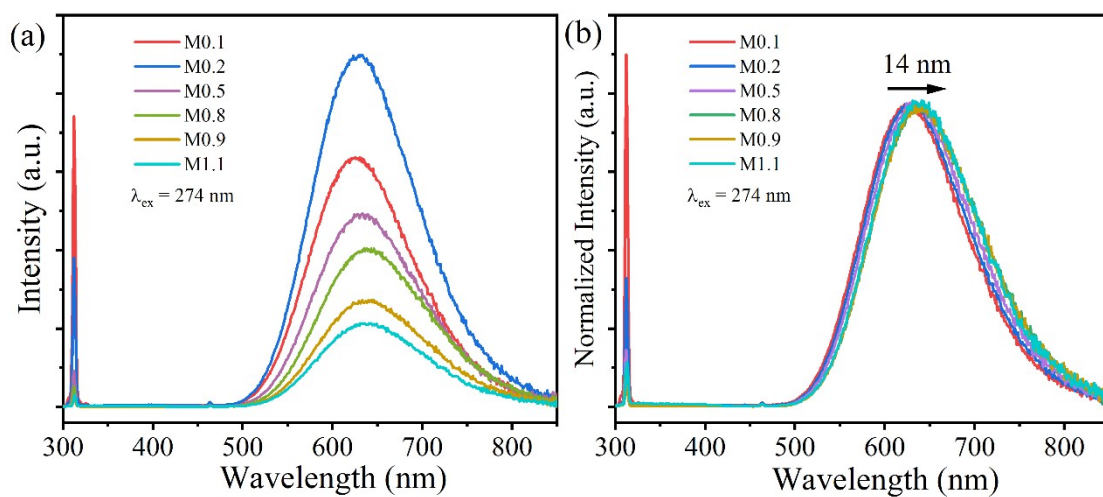 (a)
M0.1
M0.2
M0.5
M0.8
M0.9
M1.1
λex = 274 nm
Intensity (a.u.)
300 400 500 600 700 800
Wavelength (nm)
(b)
M0.1
M0.2
M0.5
M0.8
M0.9
M1.1
λex = 274 nm
14 nm
Normalized Intensity (a.u.)
300 400 500 600 700 800
Wavelength (nm)